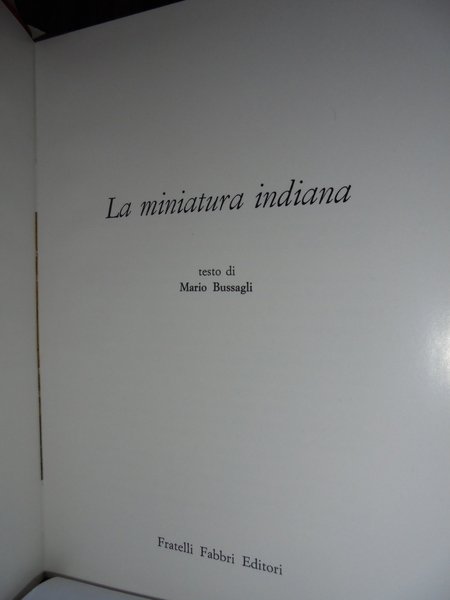 La miniatura indiana
testo di
Mario Bussagli
Fratelli Fabbri Editori